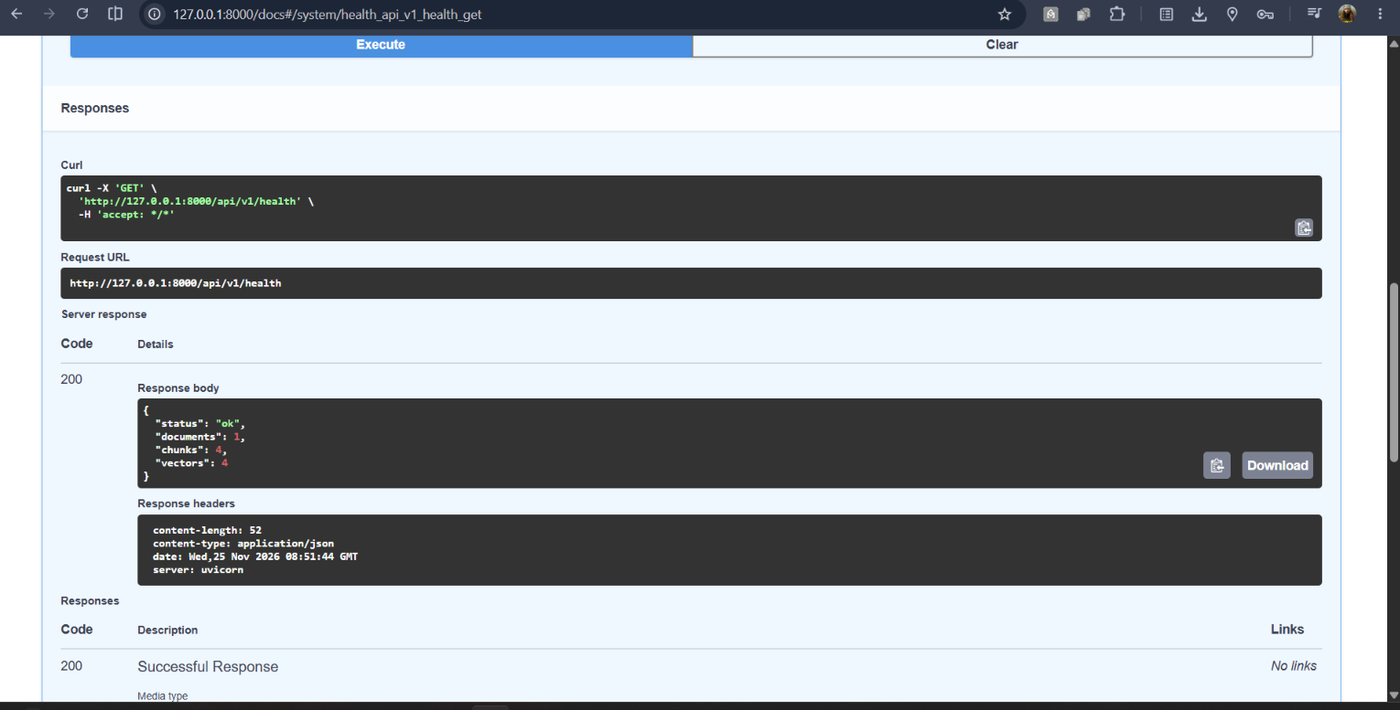 127.0.0.1:8000/docs#/system/health_api_v1_health_get
Execute
Clear
Responses
Curl
curl -X 'GET' \
  'http://127.0.0.1:8000/api/v1/health' \
  -H 'accept: */*'
Request URL
http://127.0.0.1:8000/api/v1/health
Server response
Code Details
200
Response body
{
  "status": "ok",
  "documents": 1,
  "chunks": 4,
  "vectors": 4
}
Download
Response headers
content-length: 52
content-type: application/json
date: Wed,25 Nov 2026 08:51:44 GMT
server: uvicorn
Responses
Code Description Links
200 Successful Response No links
Media type